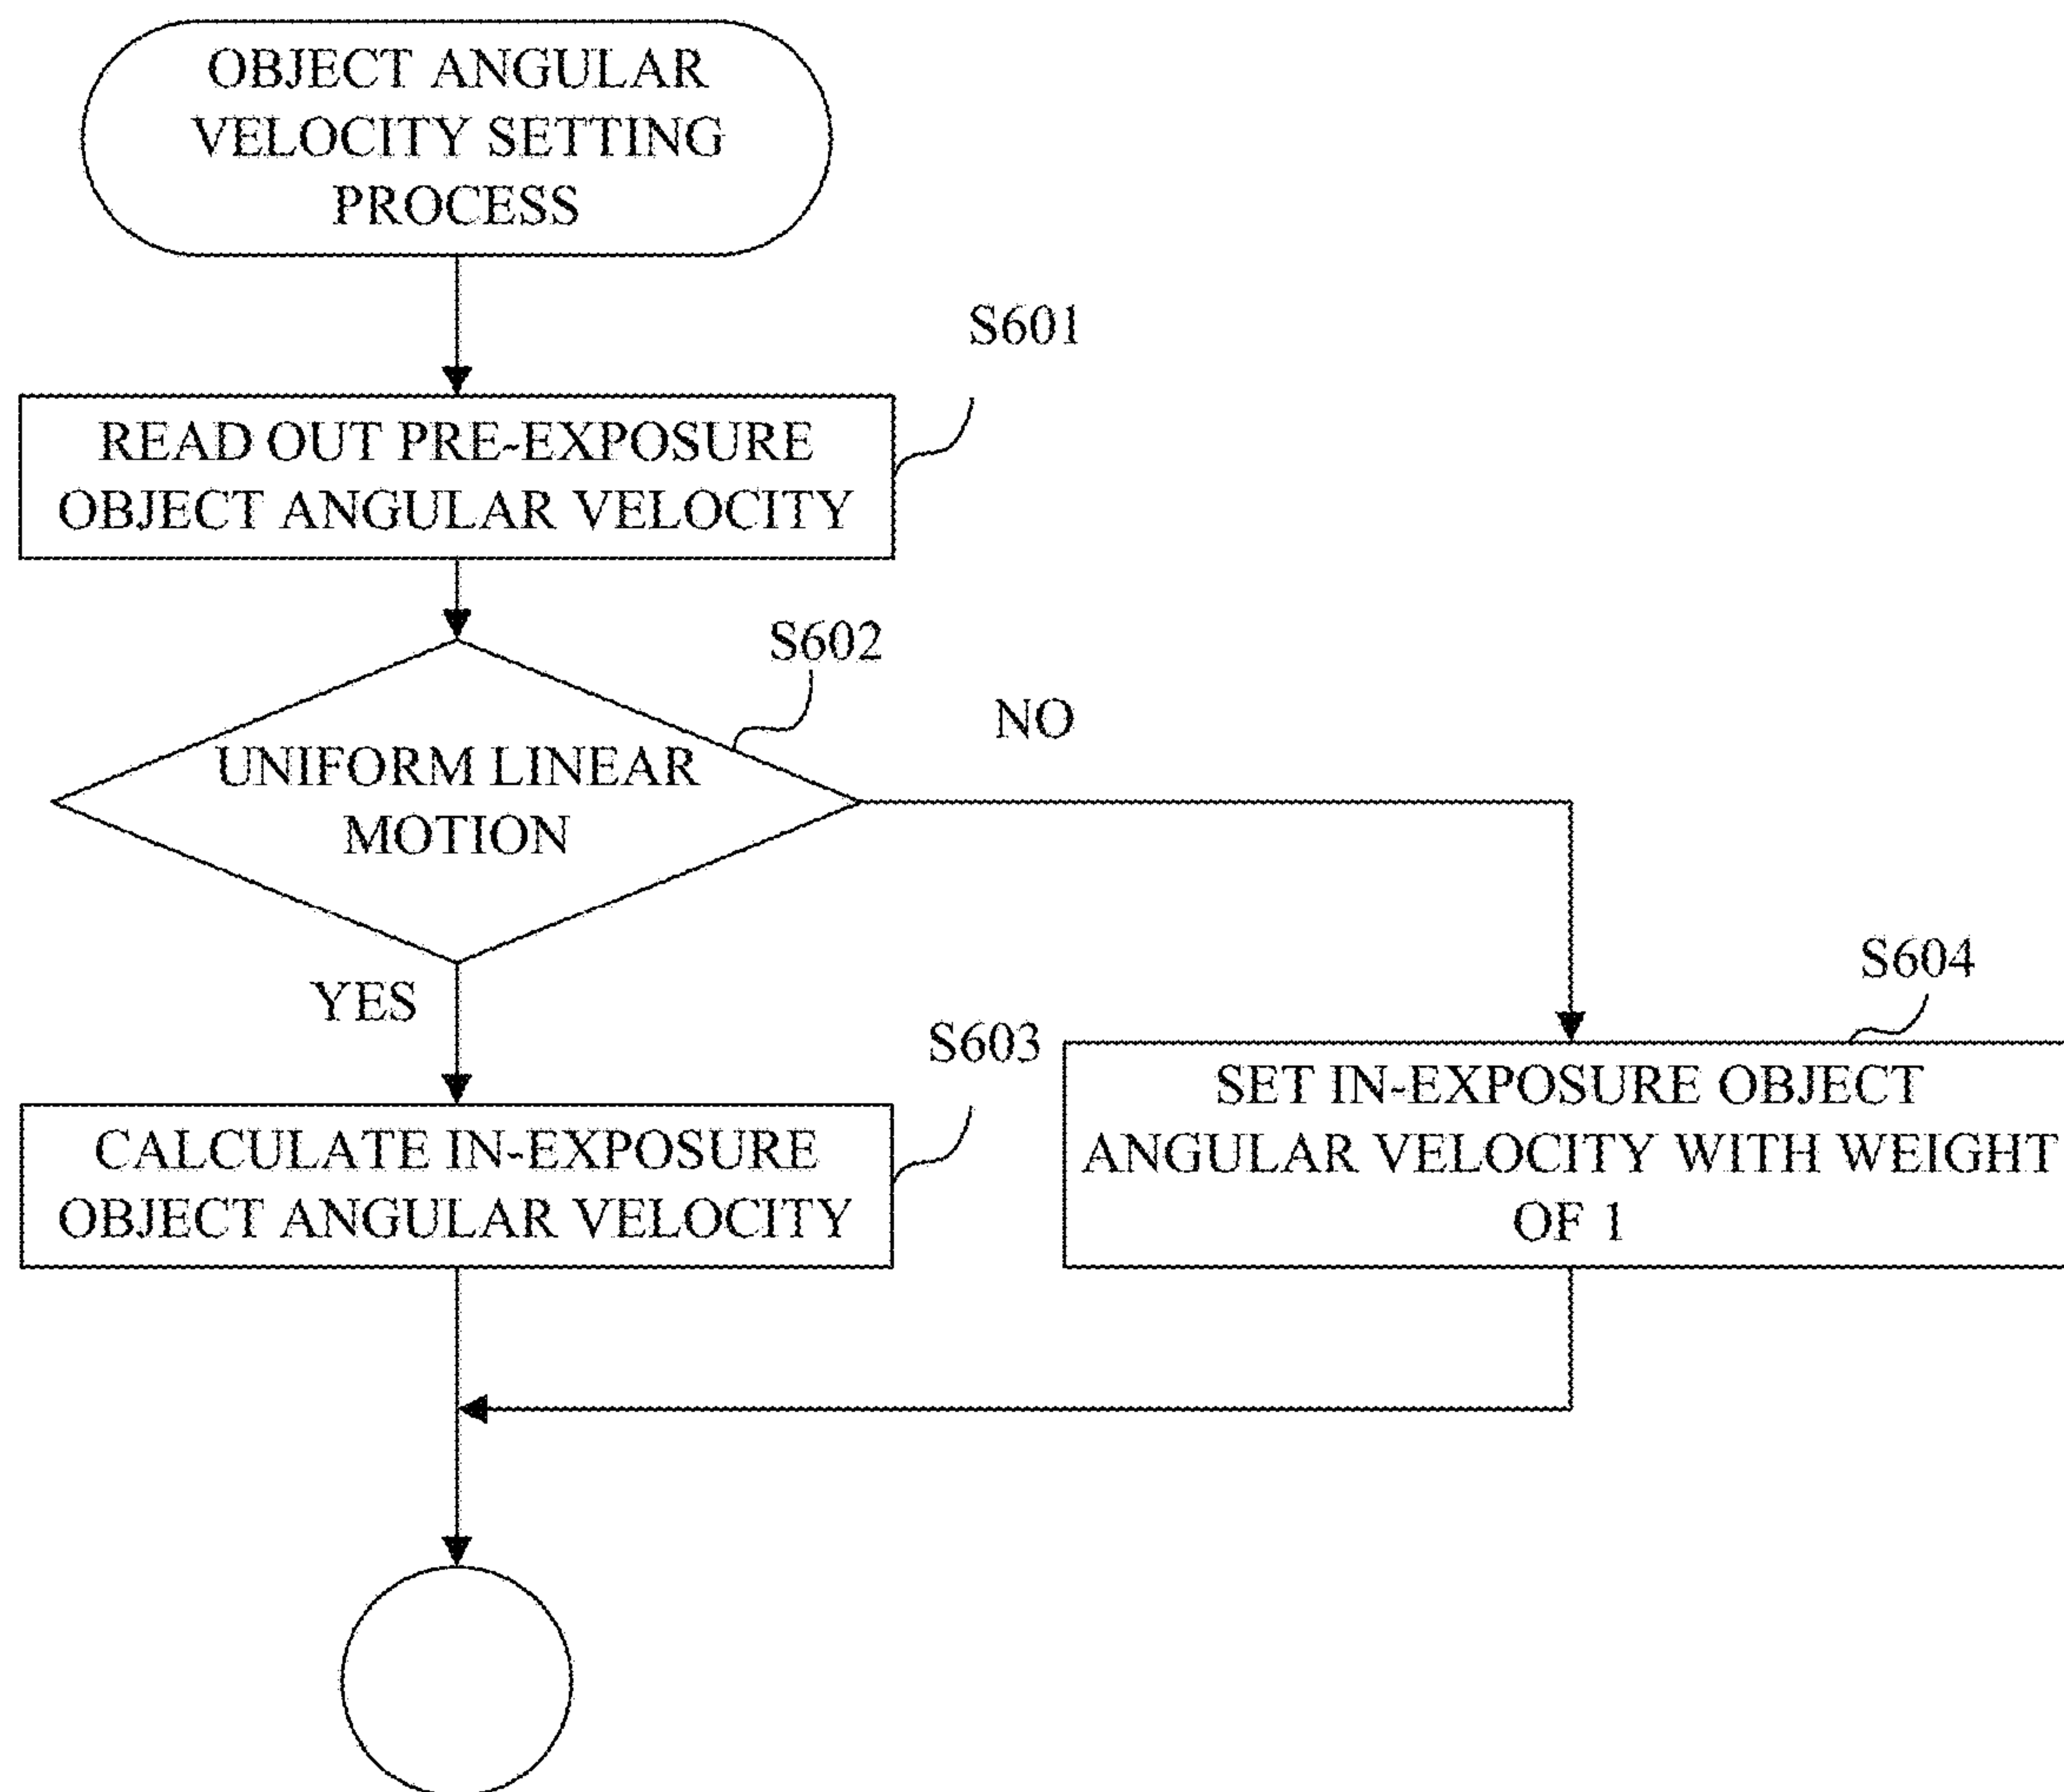 OBJECT ANGULAR
VELOCITY SETTING
PROCESS
S601
READ OUT PRE-EXPOSURE
OBJECT ANGULAR VELOCITY
S602
NO
UNIFORM LINEAR
MOTION
YES
S604
S603
SET IN-EXPOSURE OBJECT
ANGULAR VELOCITY WITH WEIGHT
OF 1
CALCULATE IN-EXPOSURE
OBJECT ANGULAR VELOCITY